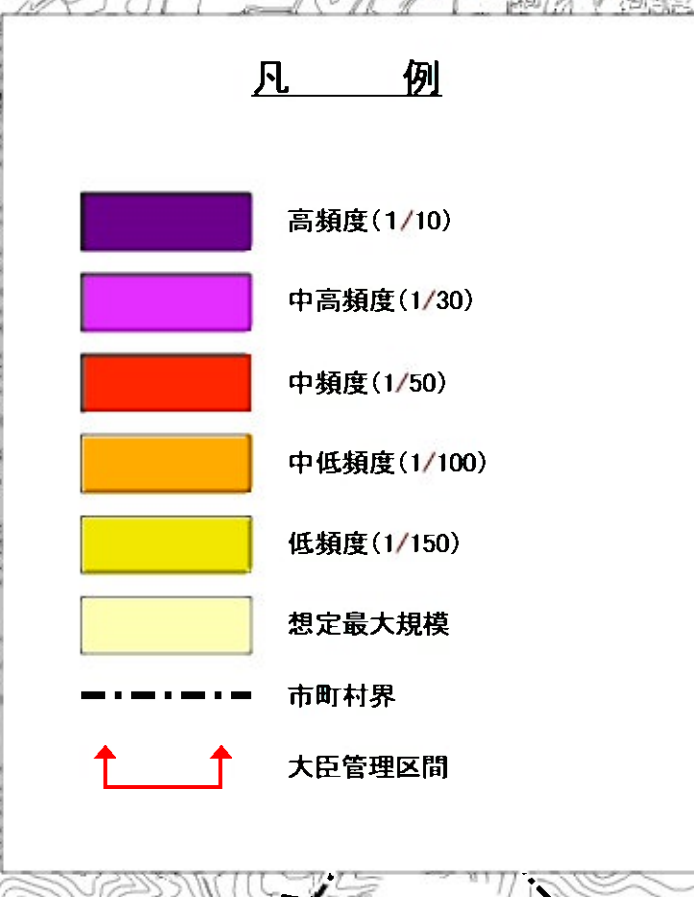 凡　例
高頻度(1/10)
中高頻度(1/30)
中頻度(1/50)
中低頻度(1/100)
低頻度(1/150)
想定最大規模
市町村界
大臣管理区間